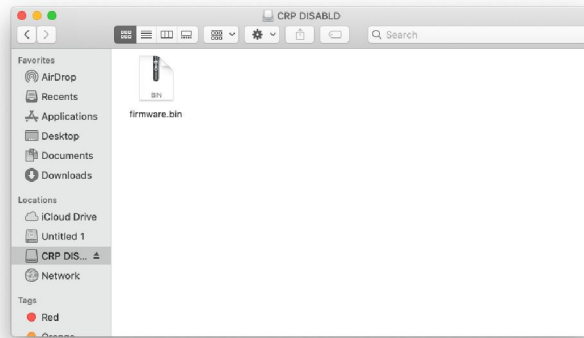 CRP DISABLD
Search
Favorites
AirDrop
Recents
Applications
Desktop
Documents
Downloads
Locations
iCloud Drive
Untitled 1
CRP DIS...
Network
Tags
Red
Orange
BIN
firmware.bin